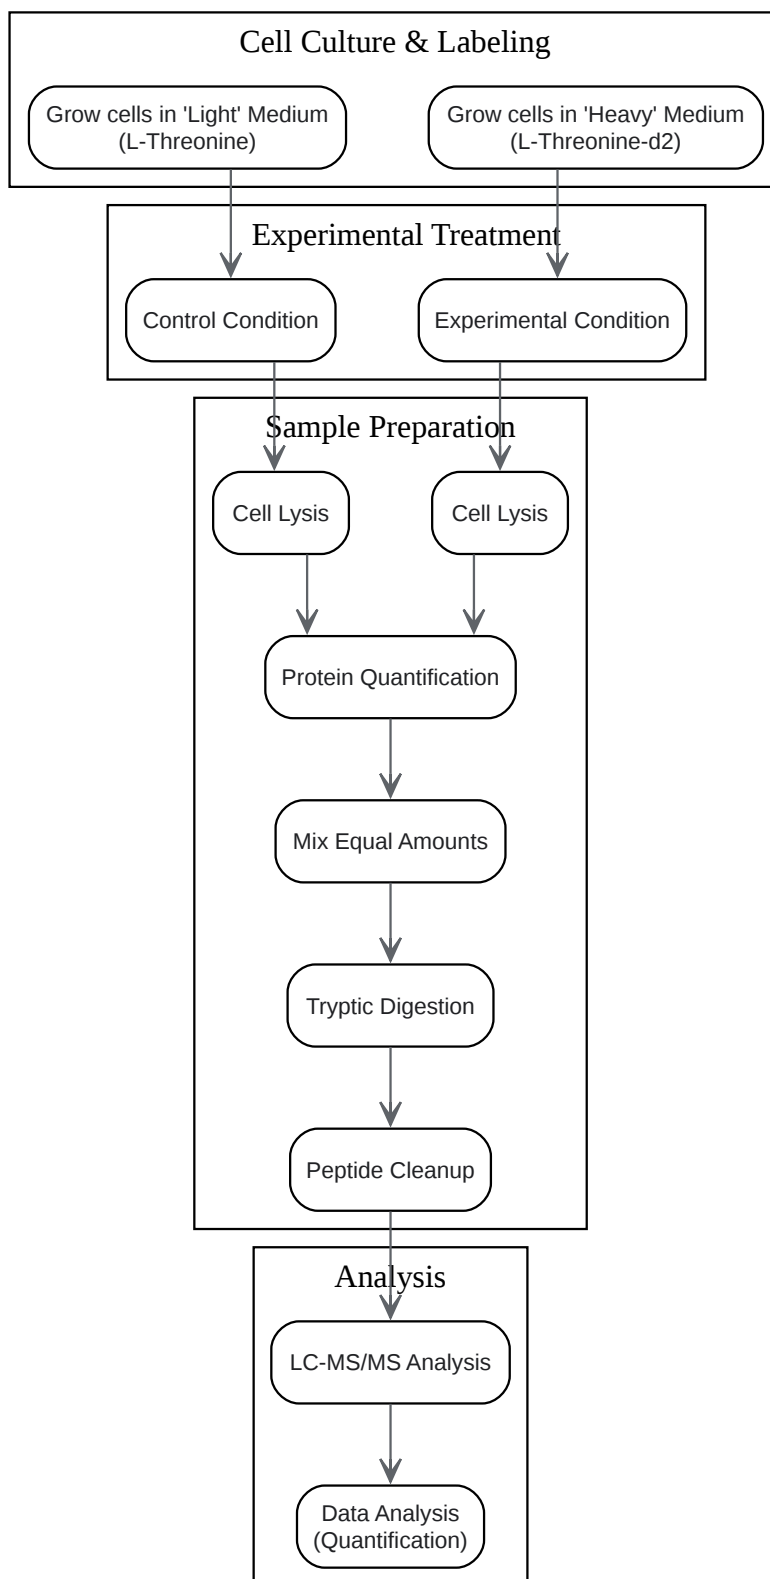 Cell Culture & Labeling
Grow cells in 'Light' Medium
(L-Threonine)
Grow cells in 'Heavy' Medium
(L-Threonine-d2)
Experimental Treatment
Control Condition
Experimental Condition
Sample Preparation
Cell Lysis
Cell Lysis
Protein Quantification
Mix Equal Amounts
Tryptic Digestion
Peptide Cleanup
Analysis
LC-MS/MS Analysis
Data Analysis
(Quantification)